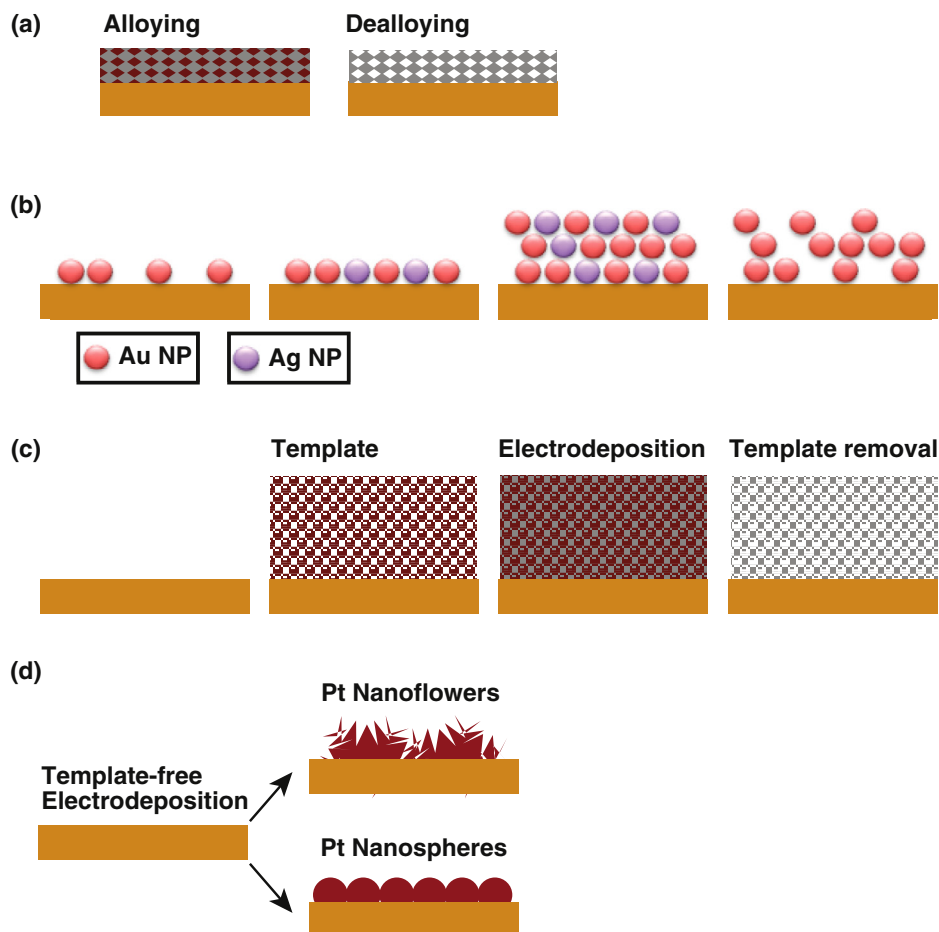 (a)
Alloying
Dealloying
(b)
Au NP
Ag NP
(c)
Template
Electrodeposition
Template removal
(d)
Pt Nanoflowers
Template-free
Electrodeposition
Pt Nanospheres